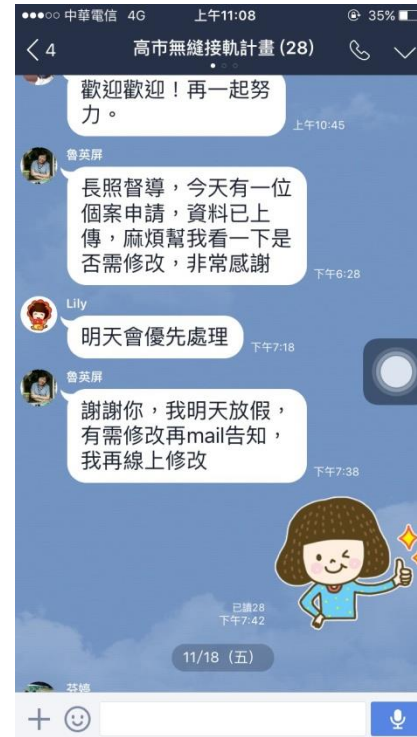 中華電信 4G 上午11:08 35%
4 高市無縫接軌計畫 (28)
歡迎歡迎！再一起努
力。
上午10:45
魯英屏
長照督導，今天有一位
個案申請，資料已上
傳，麻煩幫我看一下是
否需修改，非常感謝
下午6:28
Lily
明天會優先處理
下午7:18
魯英屏
謝謝你，我明天放假，
有需修改再mail告知，
我再線上修改
下午7:38
已讀28
下午7:42
11/18（五）
芬婷